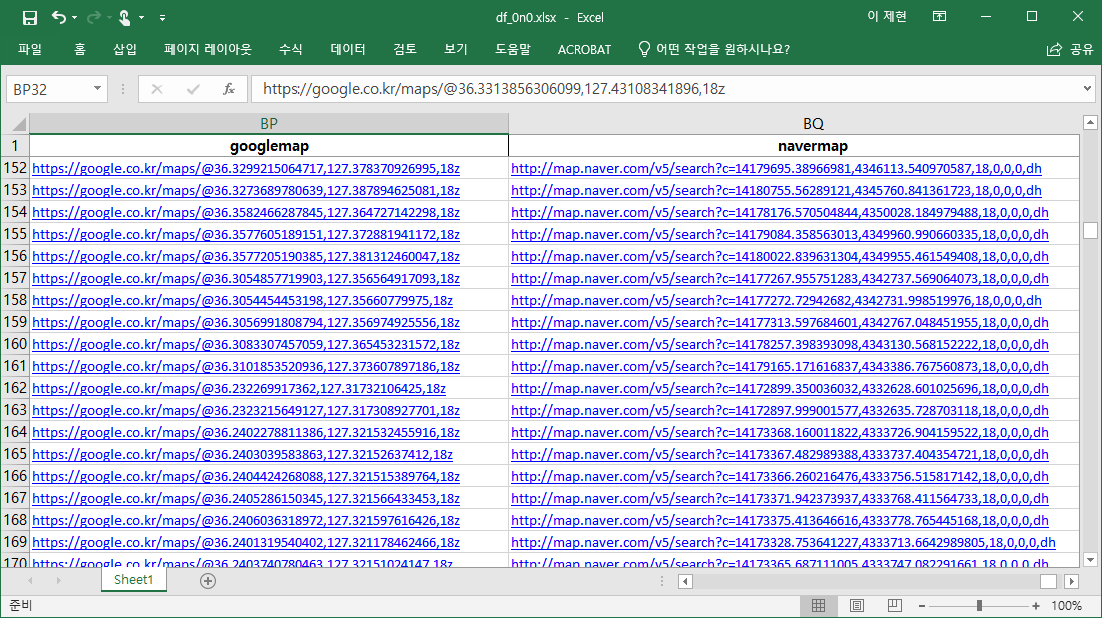 df_0n0.xlsx - Excel
이 제현
파일 홈 삽입 페이지 레이아웃 수식 데이터 검토 보기 도움말 ACROBAT 어떤 작업을 원하시나요? 공유
BP32 fx https://google.co.kr/maps/@36.3313856306099,127.43108341896,18z
BP BQ
1 googlemap navermap
152 https://google.co.kr/maps/@36.3299215064717,127.378370926995,18z http://map.naver.com/v5/search?c=14179695.38966981,4346113.540970587,18,0,0,0,dh
153 https://google.co.kr/maps/@36.3273689780639,127.387894625081,18z http://map.naver.com/v5/search?c=14180755.56289121,4345760.841361723,18,0,0,0,dh
154 https://google.co.kr/maps/@36.3582466287845,127.364727142298,18z http://map.naver.com/v5/search?c=14178176.570504844,4350028.184979488,18,0,0,0,dh
155 https://google.co.kr/maps/@36.3577605189151,127.372881941172,18z http://map.naver.com/v5/search?c=14179084.358563013,4349960.990660335,18,0,0,0,dh
156 https://google.co.kr/maps/@36.3577205190385,127.381312460047,18z http://map.naver.com/v5/search?c=14180022.839631304,4349955.461549408,18,0,0,0,dh
157 https://google.co.kr/maps/@36.3054857719903,127.356564917093,18z http://map.naver.com/v5/search?c=14177267.955751283,4342737.569064073,18,0,0,0,dh
158 https://google.co.kr/maps/@36.3054454453198,127.35660779975,18z http://map.naver.com/v5/search?c=14177272.72942682,4342731.998519976,18,0,0,0,dh
159 https://google.co.kr/maps/@36.3056991808794,127.356974925556,18z http://map.naver.com/v5/search?c=14177313.597684601,4342767.048451955,18,0,0,0,dh
160 https://google.co.kr/maps/@36.3083307457059,127.365453231572,18z http://map.naver.com/v5/search?c=14178257.398393098,4343130.568152222,18,0,0,0,dh
161 https://google.co.kr/maps/@36.3101853520936,127.373607897186,18z http://map.naver.com/v5/search?c=14179165.171616837,4343386.767560873,18,0,0,0,dh
162 https://google.co.kr/maps/@36.232269917362,127.31732106425,18z http://map.naver.com/v5/search?c=14172899.350036032,4332628.601025696,18,0,0,0,dh
163 https://google.co.kr/maps/@36.2323215649127,127.317308927701,18z http://map.naver.com/v5/search?c=14172897.999001577,4332635.728703118,18,0,0,0,dh
164 https://google.co.kr/maps/@36.2402278811386,127.321532455916,18z http://map.naver.com/v5/search?c=14173368.160011822,4333726.904159522,18,0,0,0,dh
165 https://google.co.kr/maps/@36.2403039583863,127.32152637412,18z http://map.naver.com/v5/search?c=14173367.482989388,4333737.404354721,18,0,0,0,dh
166 https://google.co.kr/maps/@36.2404424268088,127.321515389764,18z http://map.naver.com/v5/search?c=14173366.260216476,4333756.515817142,18,0,0,0,dh
167 https://google.co.kr/maps/@36.2405286150345,127.321566433453,18z http://map.naver.com/v5/search?c=14173371.942373937,4333768.411564733,18,0,0,0,dh
168 https://google.co.kr/maps/@36.2406036318972,127.321597616426,18z http://map.naver.com/v5/search?c=14173375.413646616,4333778.765445168,18,0,0,0,dh
169 https://google.co.kr/maps/@36.2401319540402,127.321178462466,18z http://map.naver.com/v5/search?c=14173328.753641227,4333713.6642989805,18,0,0,0,dh
170 https://google.co.kr/maps/@36.2403740780463,127.32151024147,18z http://map.naver.com/v5/search?c=14173365.687111005,4333747.082291661,18,0,0,0,dh
Sheet1
준비 100%